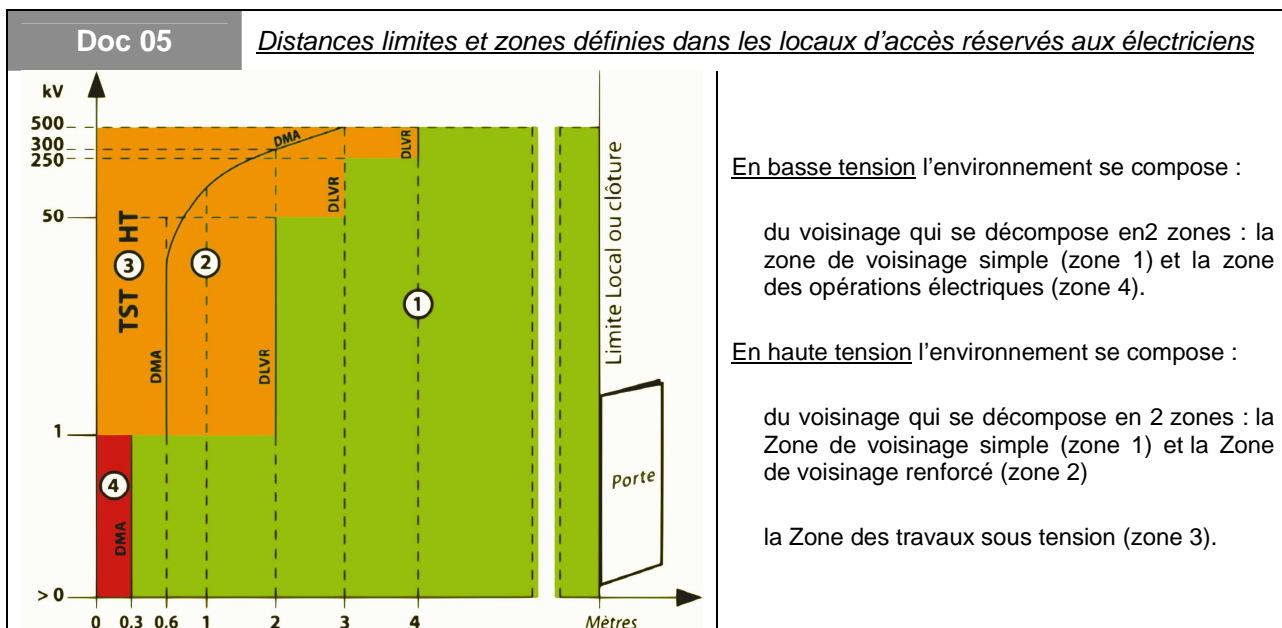 Doc 05
Distances limites et zones définies dans les locaux d'accès réservés aux électriciens
kV
500
300
250
50
1
> 0
0 0,3 0,6 1 2 3 4 Mètres
TST HT
3
2
1
4
DMA
DMA
DMA
DLVR
DLVR
DLVR
Limite Local ou clôture
Porte
En basse tension l'environnement se compose :
du voisinage qui se décompose en2 zones : la
zone de voisinage simple (zone 1) et la zone
des opérations électriques (zone 4).
En haute tension l'environnement se compose :
du voisinage qui se décompose en 2 zones : la
Zone de voisinage simple (zone 1) et la Zone
de voisinage renforcé (zone 2)
la Zone des travaux sous tension (zone 3).